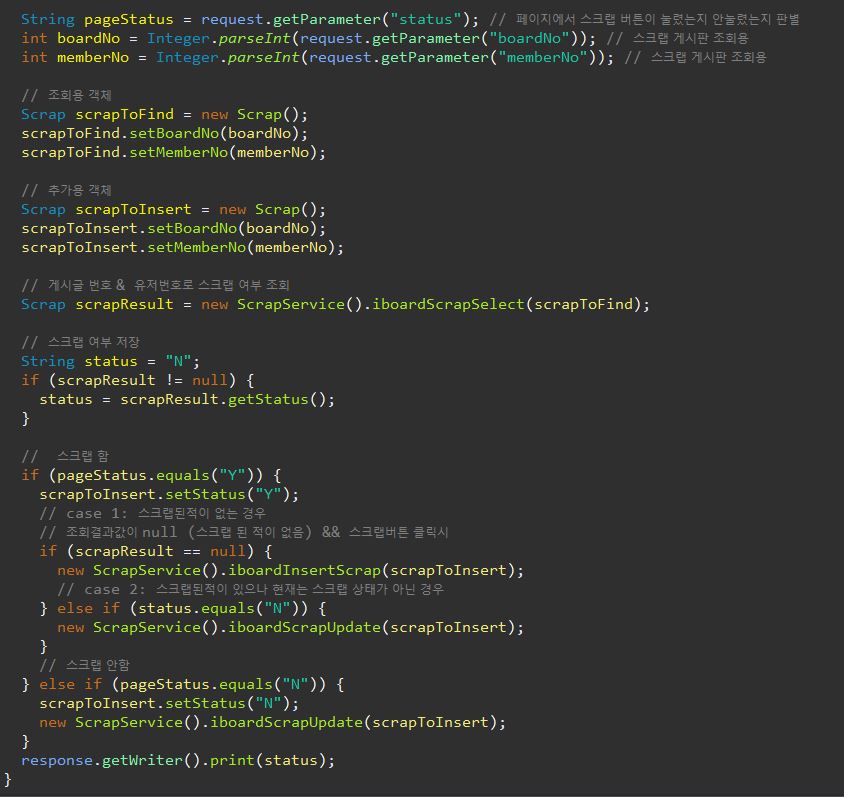 String pageStatus = request.getParameter("status"); // 페이지에서 스크랩 버튼이 눌렸는지 안눌렸는지 판별
int boardNo = Integer.parseInt(request.getParameter("boardNo")); // 스크랩 게시판 조회용
int memberNo = Integer.parseInt(request.getParameter("memberNo")); // 스크랩 게시판 조회용
// 조회용 객체
Scrap scrapToFind = new Scrap();
scrapToFind.setBoardNo(boardNo);
scrapToFind.setMemberNo(memberNo);
// 추가용 객체
Scrap scrapToInsert = new Scrap();
scrapToInsert.setBoardNo(boardNo);
scrapToInsert.setMemberNo(memberNo);
// 게시글 번호 & 유저번호로 스크랩 여부 조회
Scrap scrapResult = new ScrapService().iboardScrapSelect(scrapToFind);
// 스크랩 여부 저장
String status = "N";
if (scrapResult != null) {
status = scrapResult.getStatus();
}
// 스크랩 함
if (pageStatus.equals("Y")) {
scrapToInsert.setStatus("Y");
// case 1: 스크랩된적이 없는 경우
// 조회결과값이 null (스크랩 된 적이 없음) && 스크랩버튼 클릭시
if (scrapResult == null) {
new ScrapService().iboardInsertScrap(scrapToInsert);
// case 2: 스크랩된적이 있으나 현재는 스크랩 상태가 아닌 경우
} else if (status.equals("N")) {
new ScrapService().iboardScrapUpdate(scrapToInsert);
}
// 스크랩 안함
} else if (pageStatus.equals("N")) {
scrapToInsert.setStatus("N");
new ScrapService().iboardScrapUpdate(scrapToInsert);
}
response.getWriter().print(status);
}